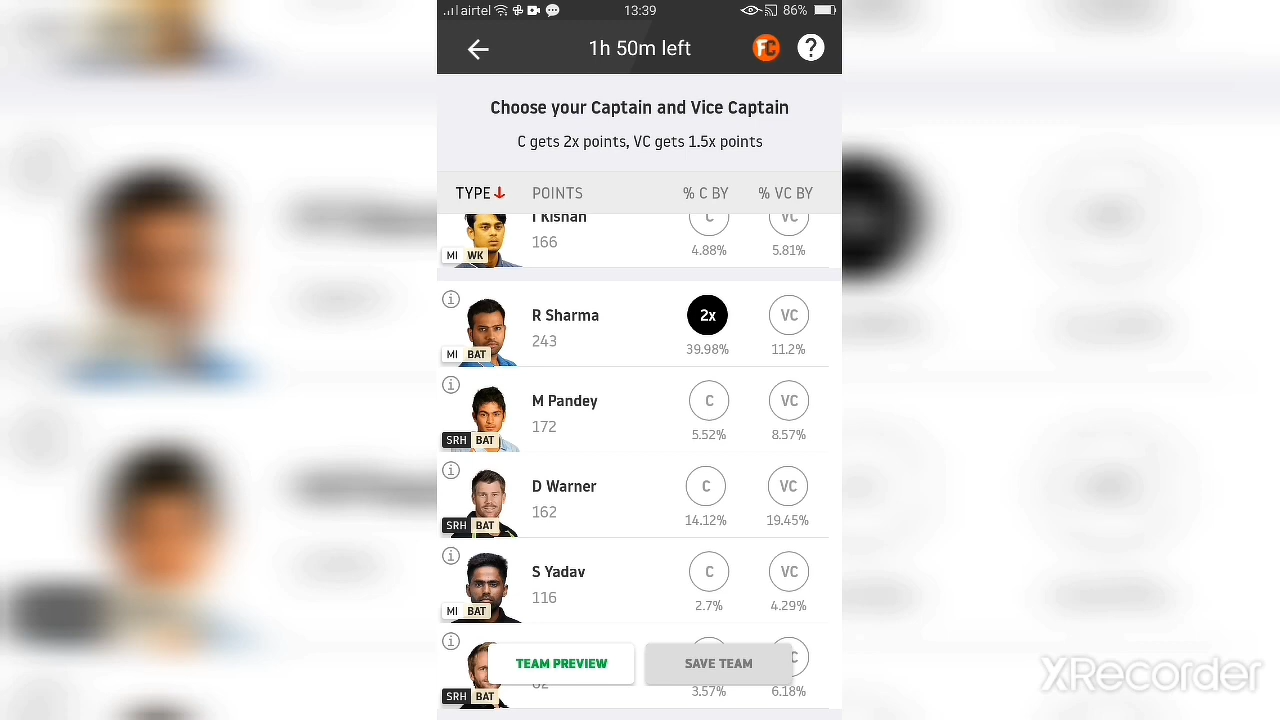 airtel 13:39 86%
1h 50m left FC ?
Choose your Captain and Vice Captain
C gets 2x points, VC gets 1.5x points
TYPE POINTS % C BY % VC BY
I Kishan C VC
166 4.88% 5.81%
MI WK
R Sharma 2x VC
243 39.98% 11.2%
MI BAT
M Pandey C VC
172 5.52% 8.57%
SRH BAT
D Warner C VC
162 14.12% 19.45%
SRH BAT
S Yadav C VC
116 2.7% 4.29%
MI BAT
TEAM PREVIEW SAVE TEAM
3.57% 6.18%
SRH BAT
XRecorder